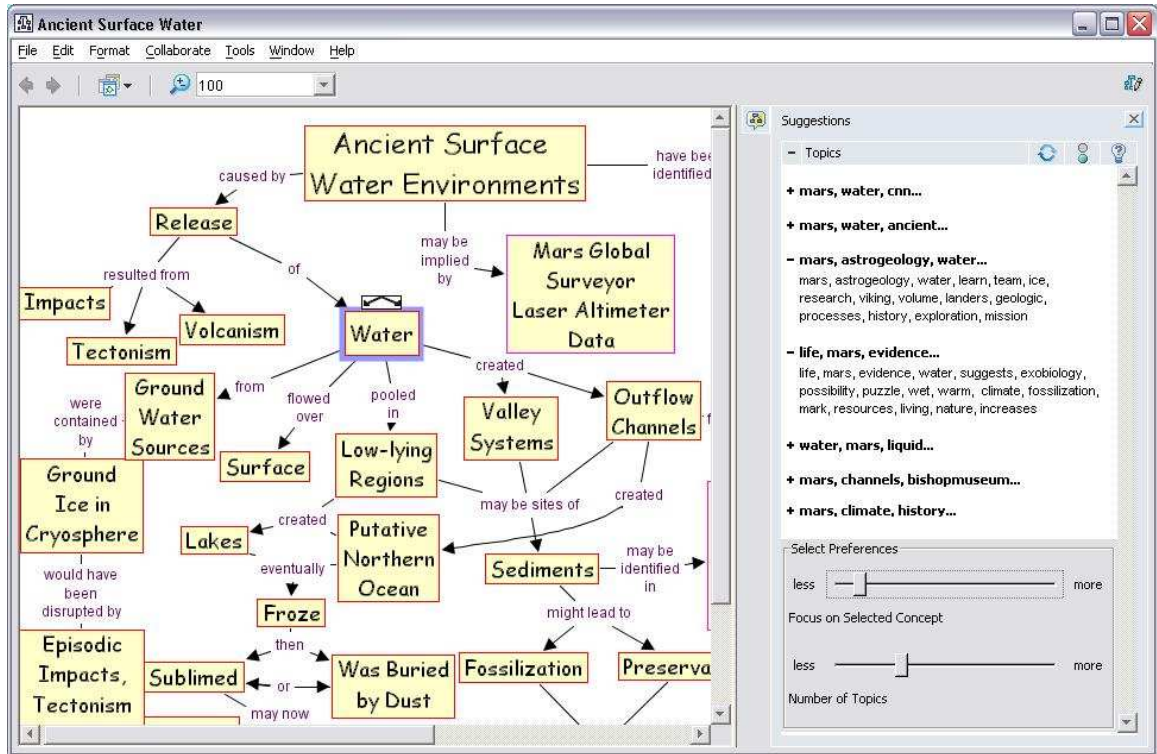 Ancient Surface Water
File Edit Format Collaborate Tools Window Help
100
Ancient Surface
Water Environments
have bee
identified
caused by
Release
may be
implied
by
Mars Global
Surveyor
Laser Altimeter
Data
resulted from
of
Impacts
Volcanism
Tectonism
Water
created
from
Ground
Water
Sources
were
contained
by
flowed
over
pooled
in
Valley
Systems
Outflow
Channels
f
Surface
Low-lying
Regions
Ground
Ice in
Cryosphere
may be sites of
created
created
Lakes
Putative
Northern
Ocean
eventually
Sediments
may be
identified
in
would have
been
disrupted by
Froze
might lead to
then
Episodic
Impacts,
Tectonism
Sublimed
or
Was Buried
by Dust
Fossilization
Preserva
may now
Suggestions
- Topics
+ mars, water, cnn...
+ mars, water, ancient...
- mars, astrogeology, water...
mars, astrogeology, water, learn, team, ice,
research, viking, volume, landers, geologic,
processes, history, exploration, mission
- life, mars, evidence...
life, mars, evidence, water, suggests, exobiology,
possibility, puzzle, wet, warm, climate, fossilization,
mark, resources, living, nature, increases
+ water, mars, liquid...
+ mars, channels, bishopmuseum...
+ mars, climate, history...
Select Preferences
less more
Focus on Selected Concept
less more
Number of Topics